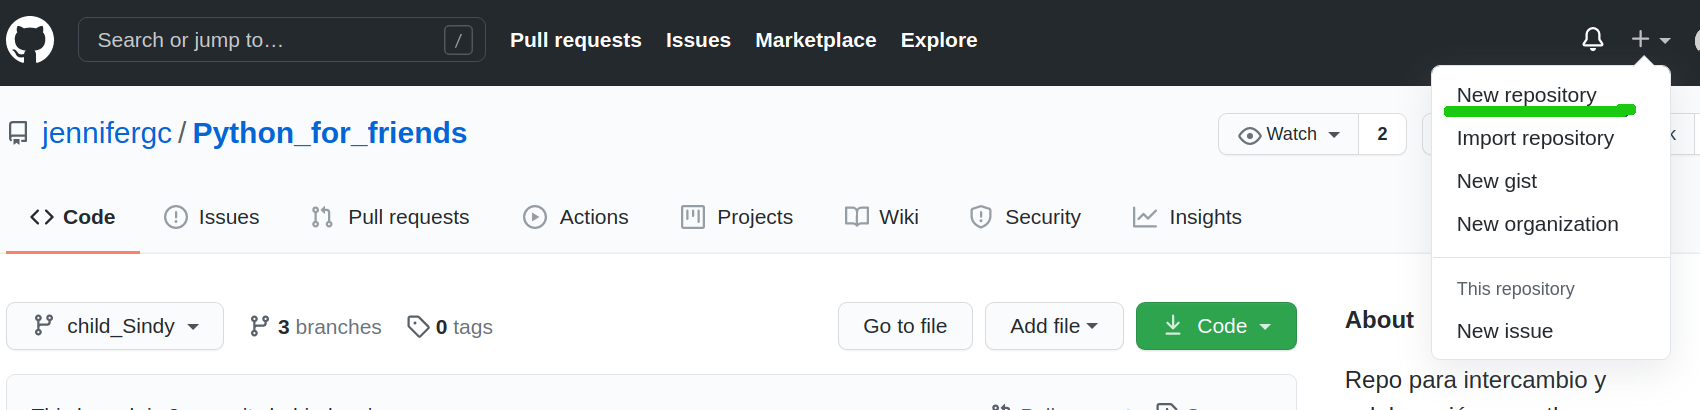 Search or jump to…
/
Pull requests
Issues
Marketplace
Explore
New repository
Import repository
New gist
New organization
This repository
New issue
jennifergc / Python_for_friends
Watch
2
Code
Issues
Pull requests
Actions
Projects
Wiki
Security
Insights
child_Sindy
3 branches
0 tags
Go to file
Add file
Code
About
Repo para intercambio y